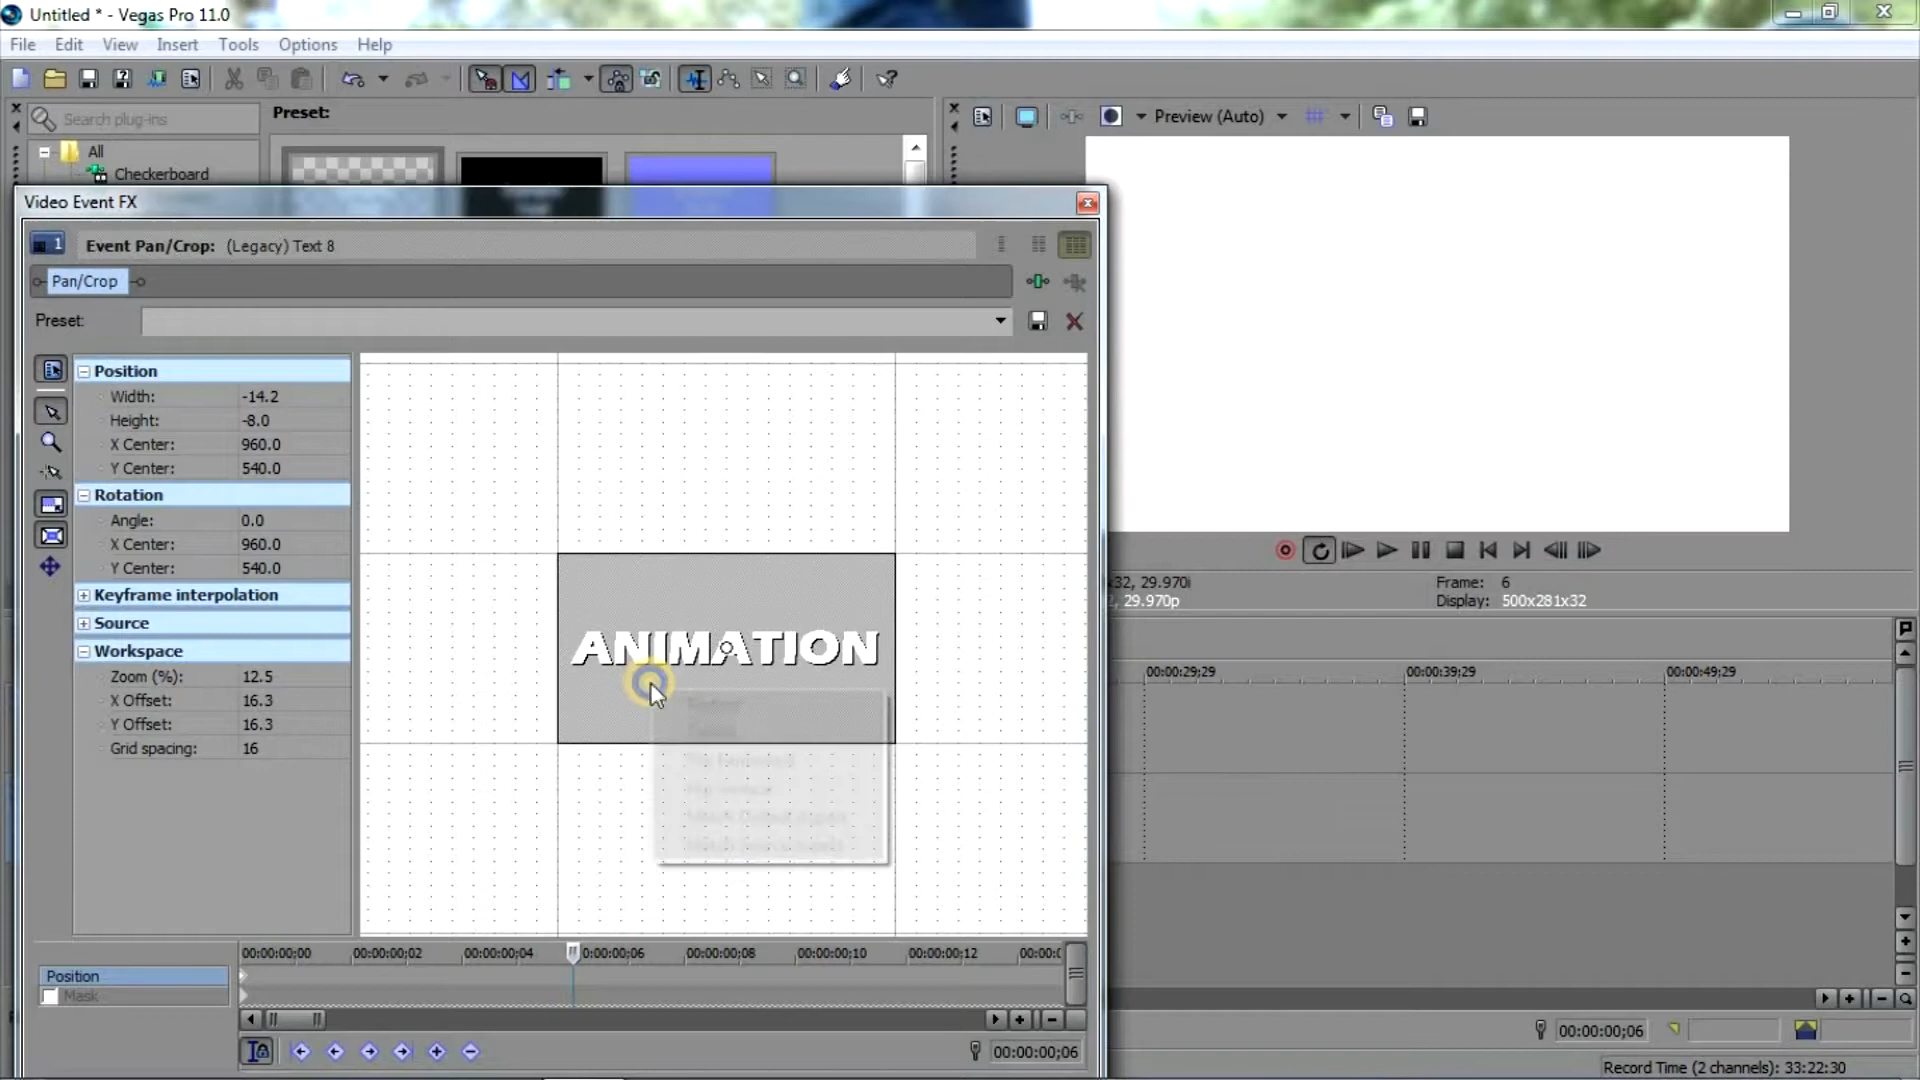 Untitled * - Vegas Pro 11.0
File Edit View Insert Tools Options Help
Search plug-ins
Preset:
Preview (Auto)
All
Checkerboard
Video Event FX
1 Event Pan/Crop: (Legacy) Text 8
Pan/Crop
Preset:
Position
Width: -14.2
Height: -8.0
X Center: 960.0
Y Center: 540.0
Rotation
Angle: 0.0
X Center: 960.0
Y Center: 540.0
Keyframe interpolation
Source
Workspace
Zoom (%): 12.5
X Offset: 16.3
Y Offset: 16.3
Grid spacing: 16
ANIMATION
32, 29.970i
29.970p
Frame: 6
Display: 500x281x32
00:00:29;29 00:00:39;29 00:00:49;29
00:00:00;00 00:00:00;02 00:00:00;04 0:00:00;06 00:00:00;08 00:00:00;10 00:00:00;12 00:00:0
Position
Mask
00:00:00;06
00:00:00;06
Record Time (2 channels): 33:22:30